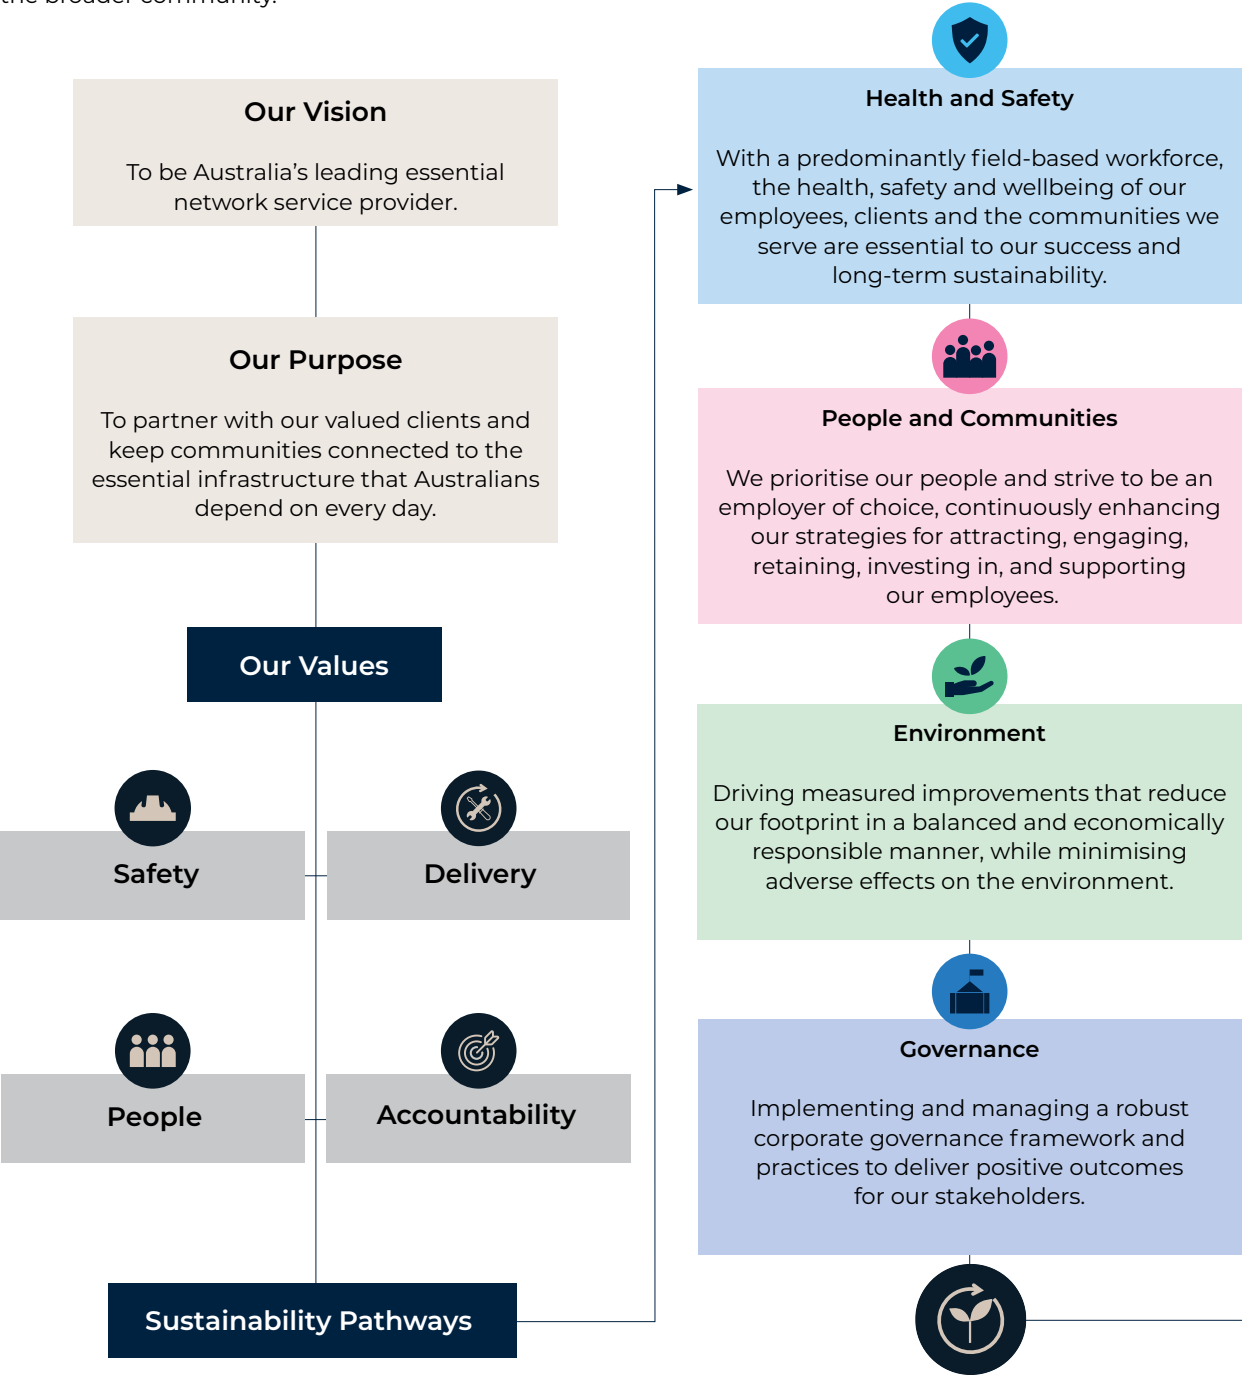 the broader community.
Our Vision
To be Australia’s leading essential
network service provider.
Our Purpose
To partner with our valued clients and
keep communities connected to the
essential infrastructure that Australians
depend on every day.
Our Values
Safety
Delivery
People
Accountability
Sustainability Pathways
Health and Safety
With a predominantly field-based workforce,
the health, safety and wellbeing of our
employees, clients and the communities we
serve are essential to our success and
long-term sustainability.
People and Communities
We prioritise our people and strive to be an
employer of choice, continuously enhancing
our strategies for attracting, engaging,
retaining, investing in, and supporting
our employees.
Environment
Driving measured improvements that reduce
our footprint in a balanced and economically
responsible manner, while minimising
adverse effects on the environment.
Governance
Implementing and managing a robust
corporate governance framework and
practices to deliver positive outcomes
for our stakeholders.